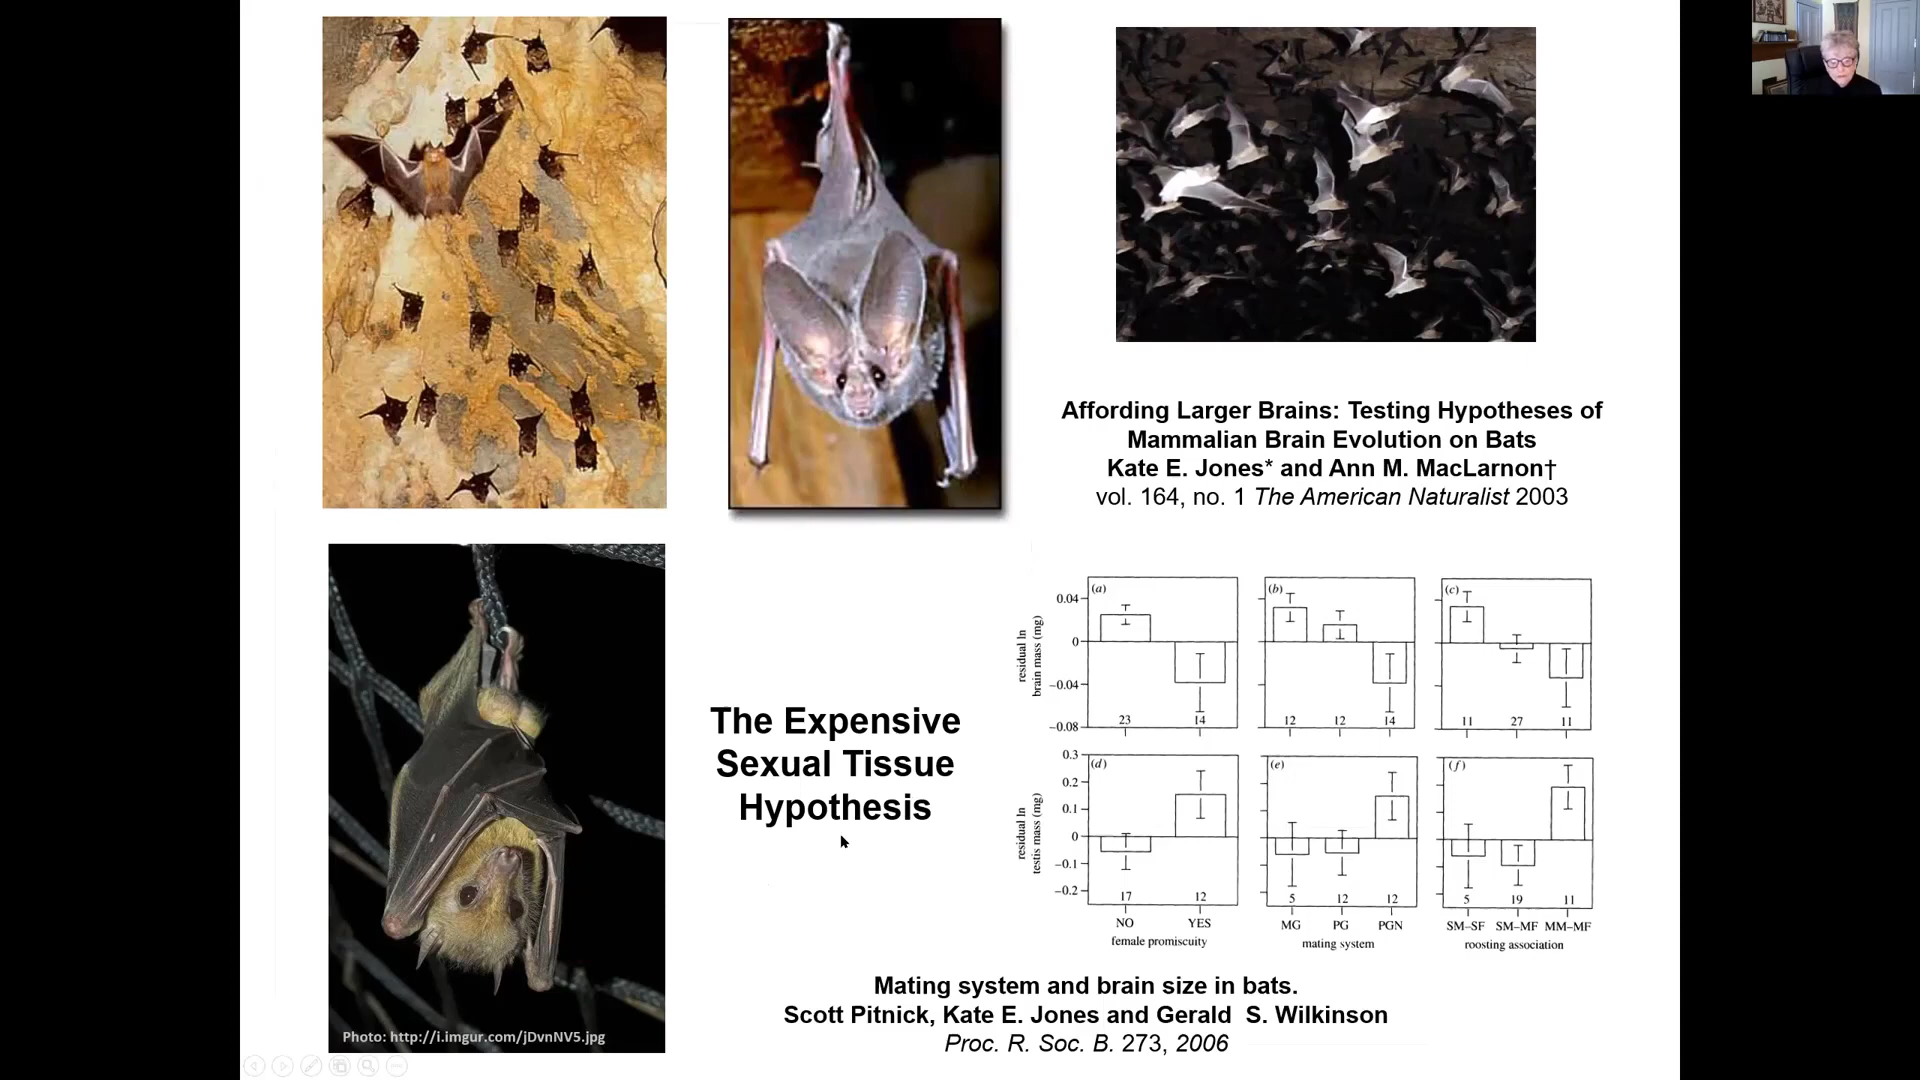 Affording Larger Brains: Testing Hypotheses of
Mammalian Brain Evolution on Bats
Kate E. Jones* and Ann M. MacLarnon†
vol. 164, no. 1 The American Naturalist 2003
The Expensive
Sexual Tissue
Hypothesis
(a)
(b)
(c)
residual ln
brain mass (mg)
0.04
0
−0.04
−0.08
23 14
12 12 14
11 27 11
(d)
(e)
(f)
residual ln
testis mass (mg)
0.3
0.2
0.1
0
−0.1
−0.2
17 12
5 12 12
5 19 11
NO YES
MG PG PGN
SM–SF SM–MF MM–MF
female promiscuity
mating system
roosting association
Mating system and brain size in bats.
Scott Pitnick, Kate E. Jones and Gerald S. Wilkinson
Proc. R. Soc. B. 273, 2006
Photo: http://i.imgur.com/jDvnNV5.jpg